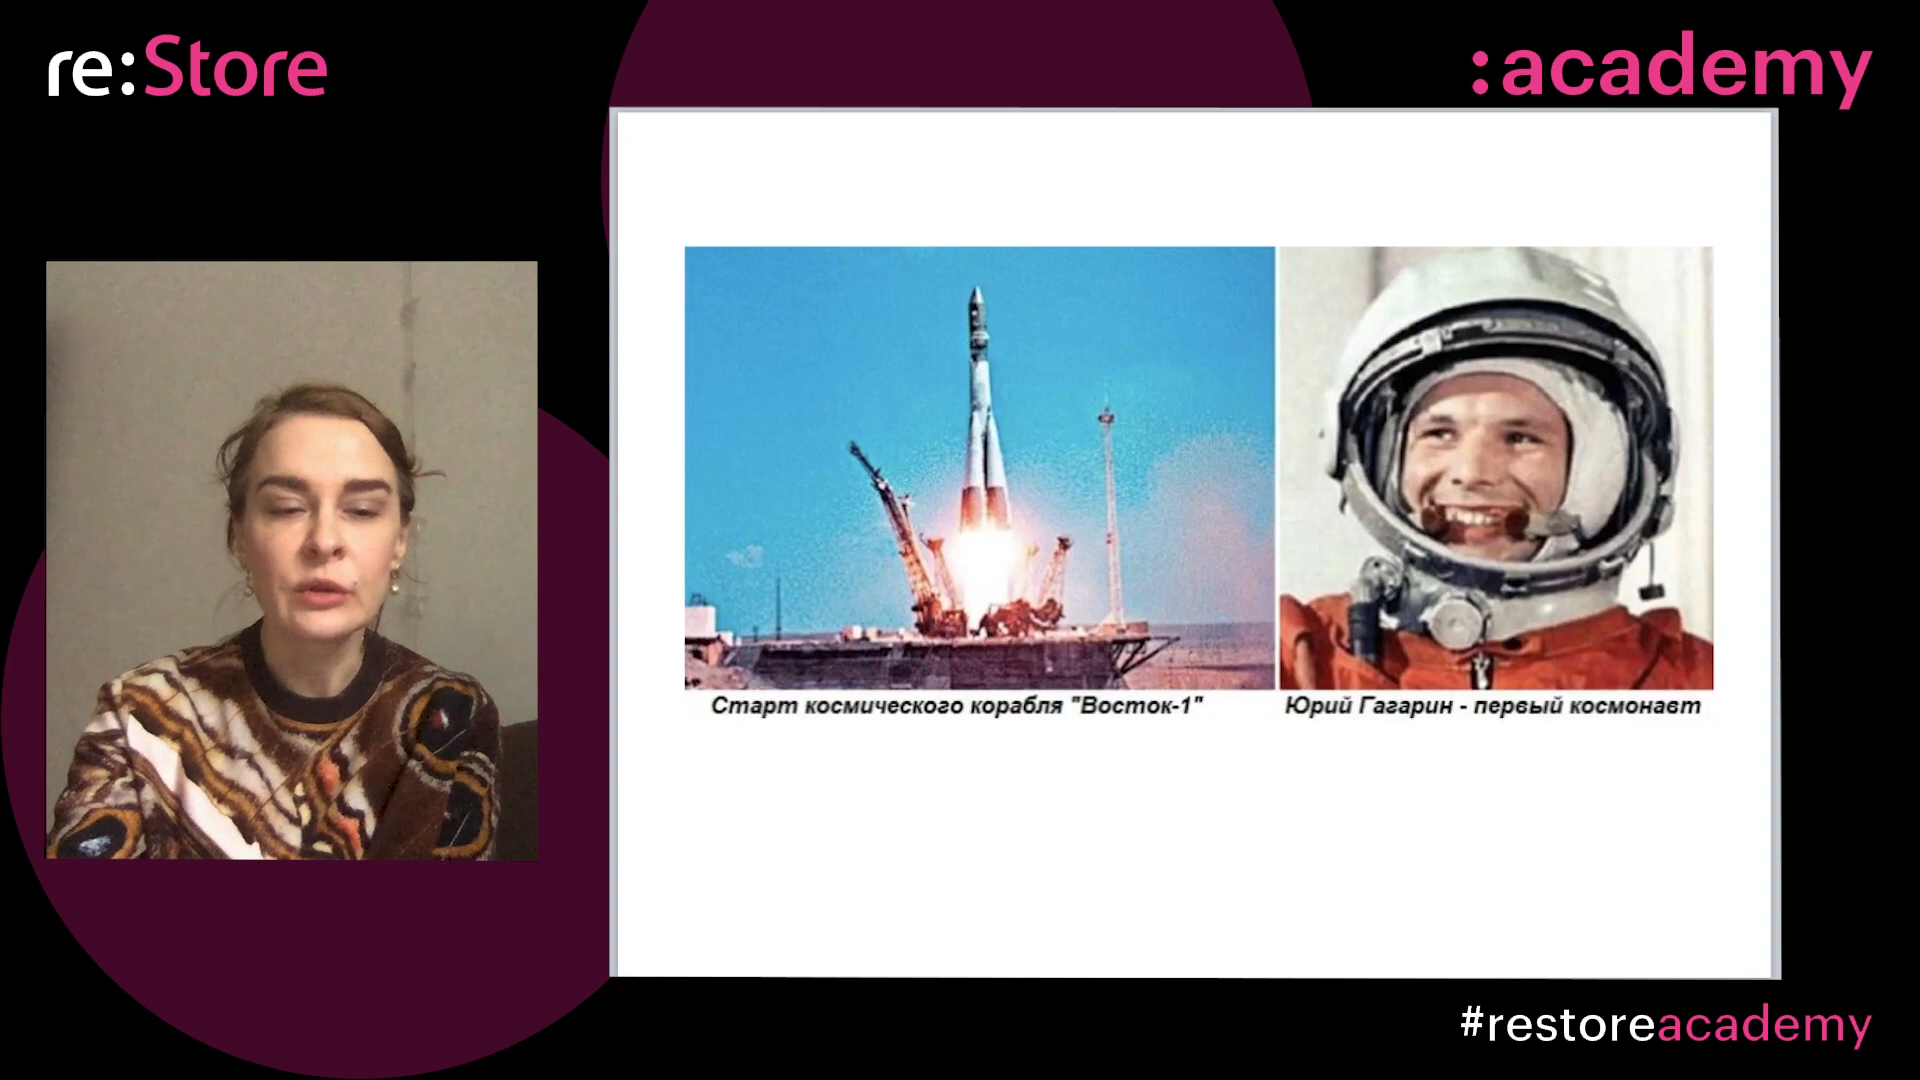 re:Store
:academy
Старт космического корабля "Восток-1"
Юрий Гагарин - первый космонавт
#restoreacademy